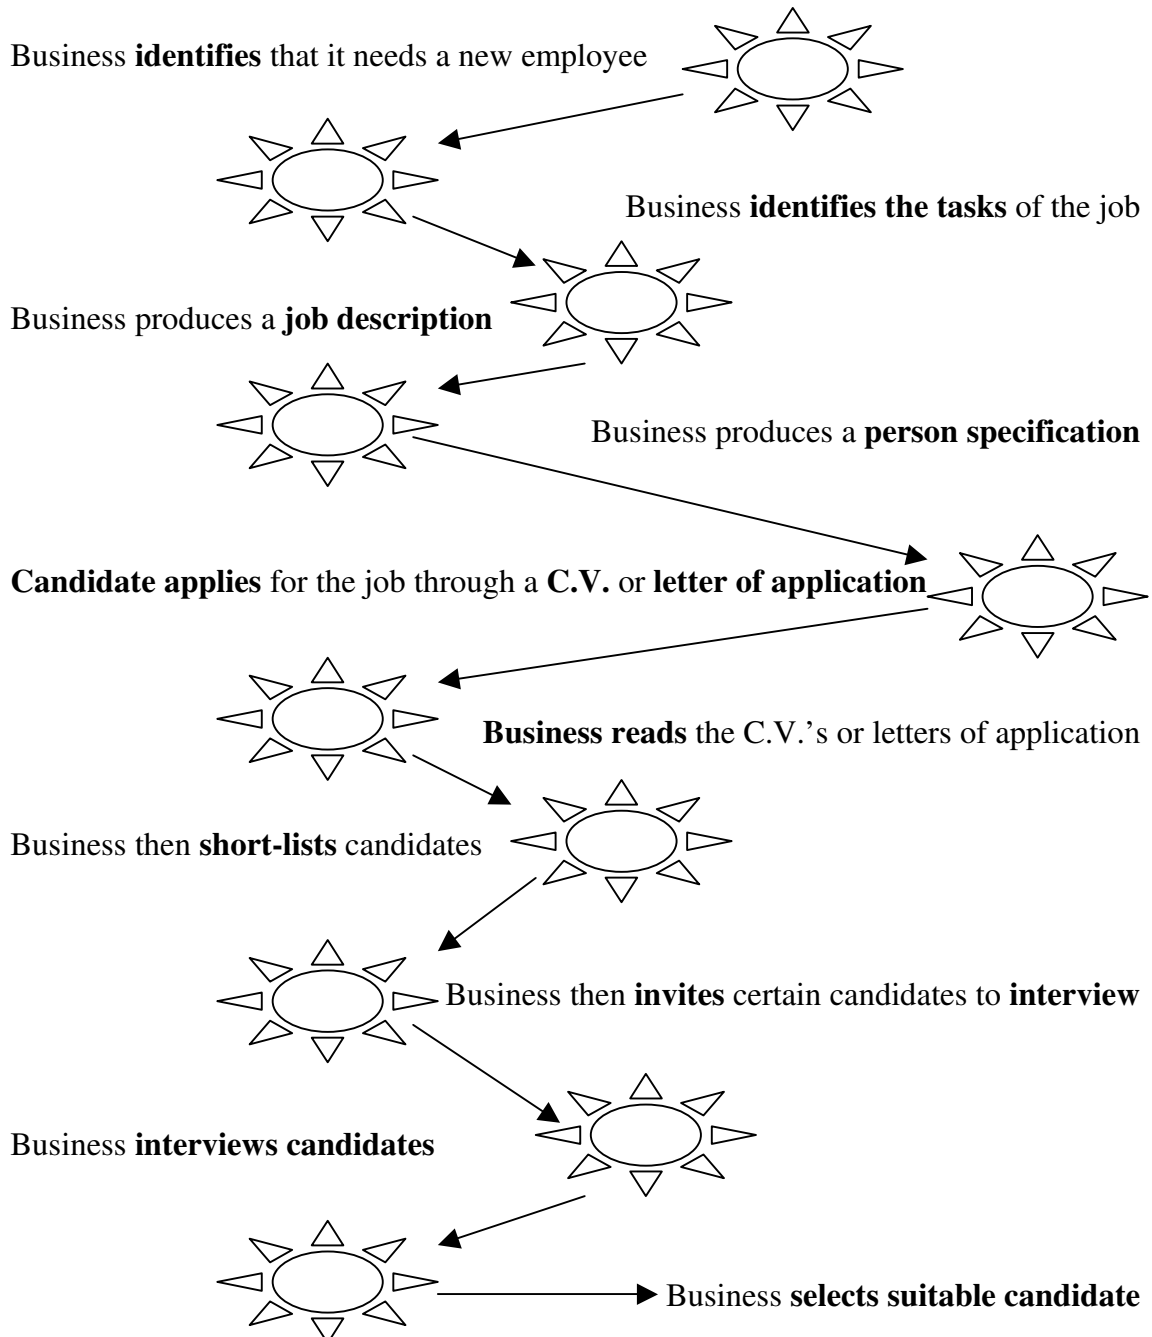 Business identifies that it needs a new employee
Business identifies the tasks of the job
Business produces a job description
Business produces a person specification
Candidate applies for the job through a C.V. or letter of application
Business reads the C.V.'s or letters of application
Business then short-lists candidates
Business then invites certain candidates to interview
Business interviews candidates
Business selects suitable candidate